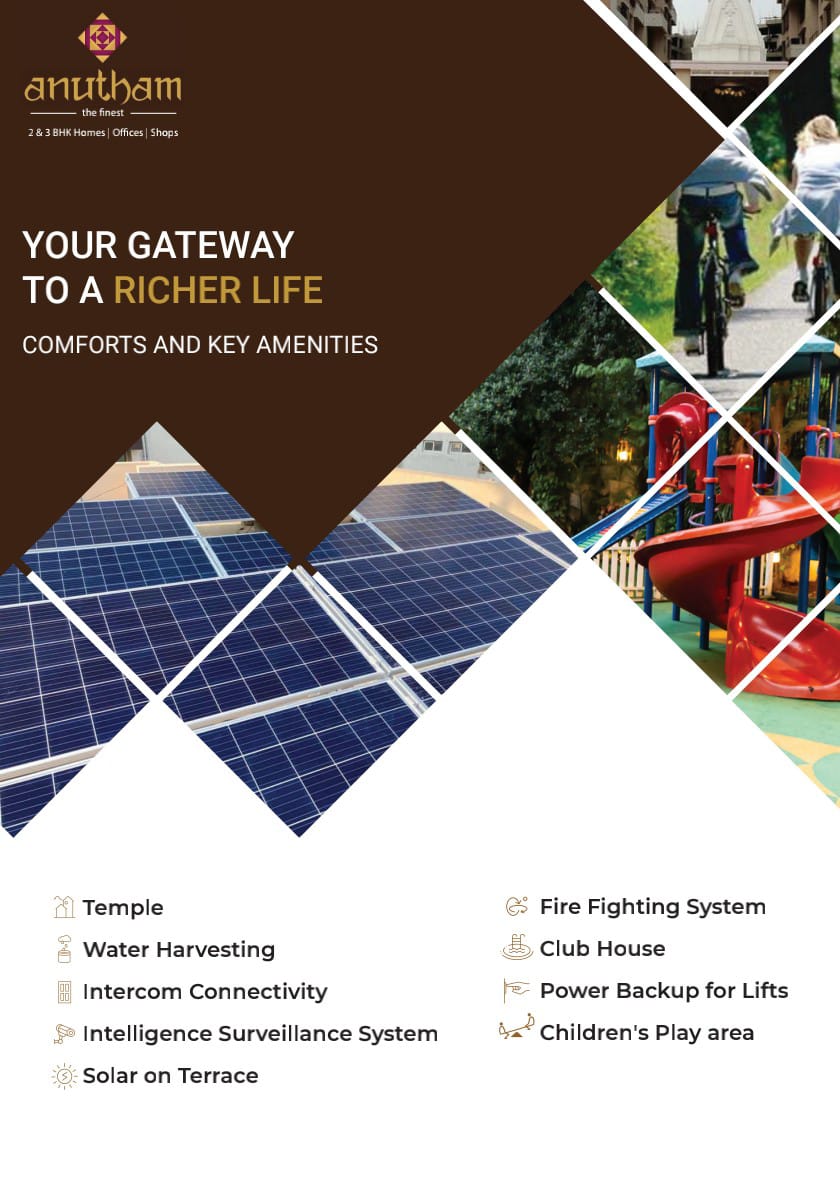 anutham
the finest
2 & 3 BHK Homes | Offices | Shops
YOUR GATEWAY
TO A RICHER LIFE
COMFORTS AND KEY AMENITIES
Temple
Water Harvesting
Intercom Connectivity
Intelligence Surveillance System
Solar on Terrace
Fire Fighting System
Club House
Power Backup for Lifts
Children's Play area